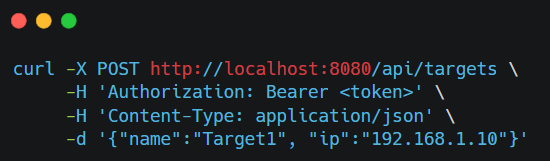 curl -X POST http://localhost:8080/api/targets \
     -H 'Authorization: Bearer <token>' \
     -H 'Content-Type: application/json' \
     -d '{"name":"Target1", "ip":"192.168.1.10"}'